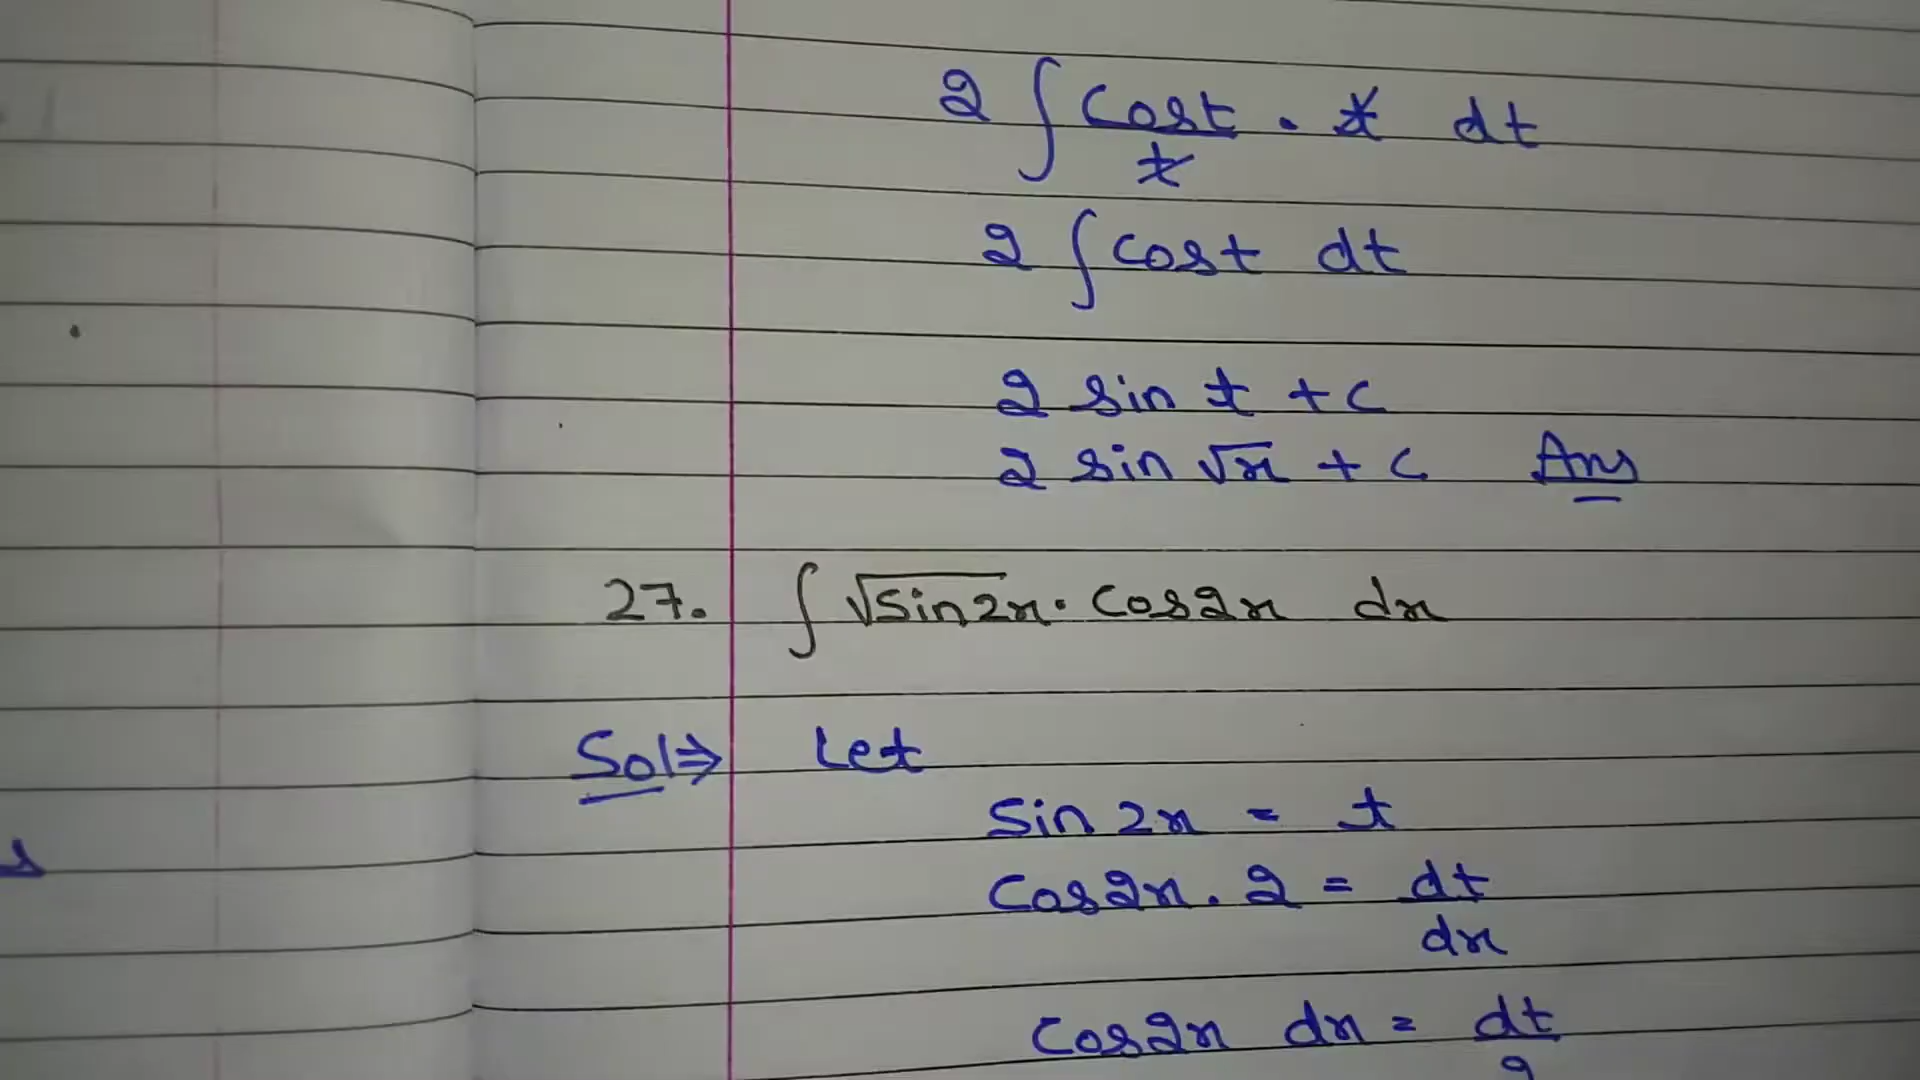 2 ∫ cost/t . t dt
2 ∫ cost dt
2 sin t + c
2 sin √x + c Ans
27. ∫ √sin2x . cos2x dx
Sol⇒ Let
sin 2x = t
cos2x . 2 = dt/dx
cos2x dx = dt/2